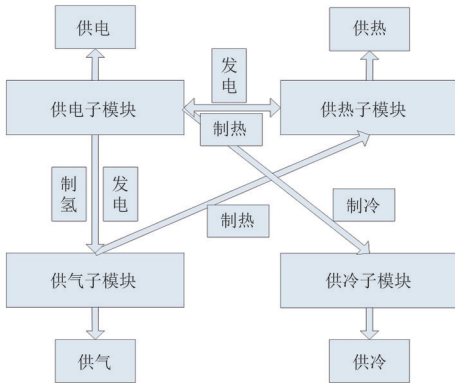 供电
供热
发电
供电子模块
供热子模块
制热
制氢
发电
制热
制冷
供气子模块
供冷子模块
供气
供冷